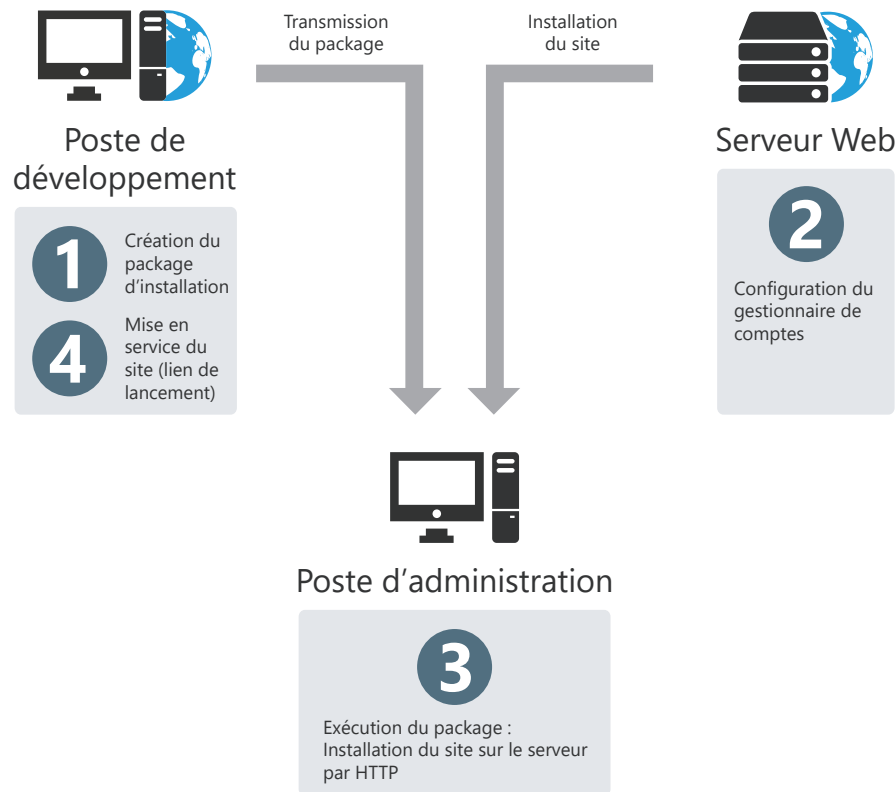 Transmission
du package
Installation
du site
Poste de
développement
Serveur Web
1
Création du
package
d'installation
4
Mise en
service du
site (lien de
lancement)
2
Configuration du
gestionnaire de
comptes
Poste d'administration
3
Exécution du package :
Installation du site sur le serveur
par HTTP